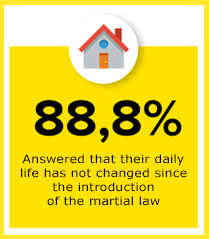 88,8%
Answered that their daily
life has not changed since
the introduction
of the martial law